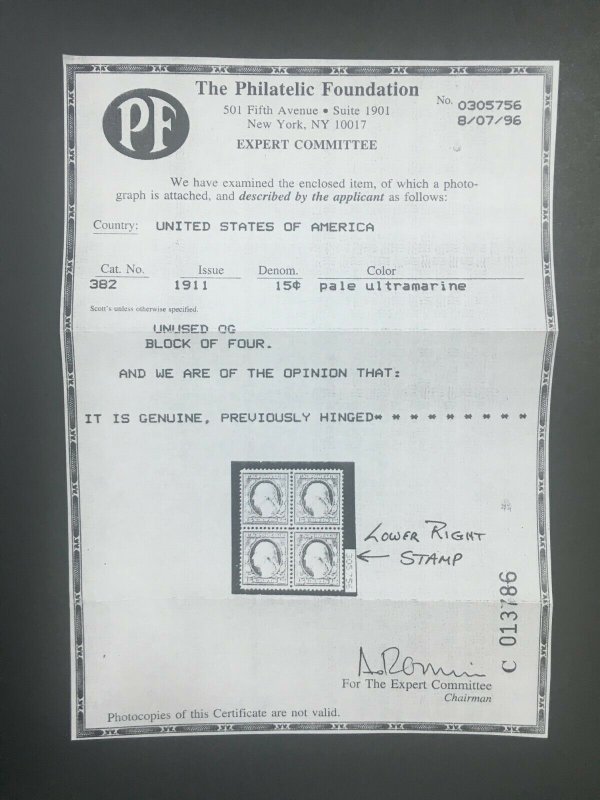 PF
The Philatelic Foundation
501 Fifth Avenue • Suite 1901
New York, NY 10017
EXPERT COMMITTEE
No. 0305756
8/07/96
We have examined the enclosed item, of which a photo-
graph is attached, and described by the applicant as follows:
Country: UNITED STATES OF AMERICA
Cat. No. Issue Denom. Color
382 1911 15¢ pale ultramarine
Scott's unless otherwise specified.
UNUSED OG
BLOCK OF FOUR.
AND WE ARE OF THE OPINION THAT:
IT IS GENUINE, PREVIOUSLY HINGED* * * * * * * * *
LOWER RIGHT
← STAMP
C 013786
For The Expert Committee
Chairman
Photocopies of this Certificate are not valid.